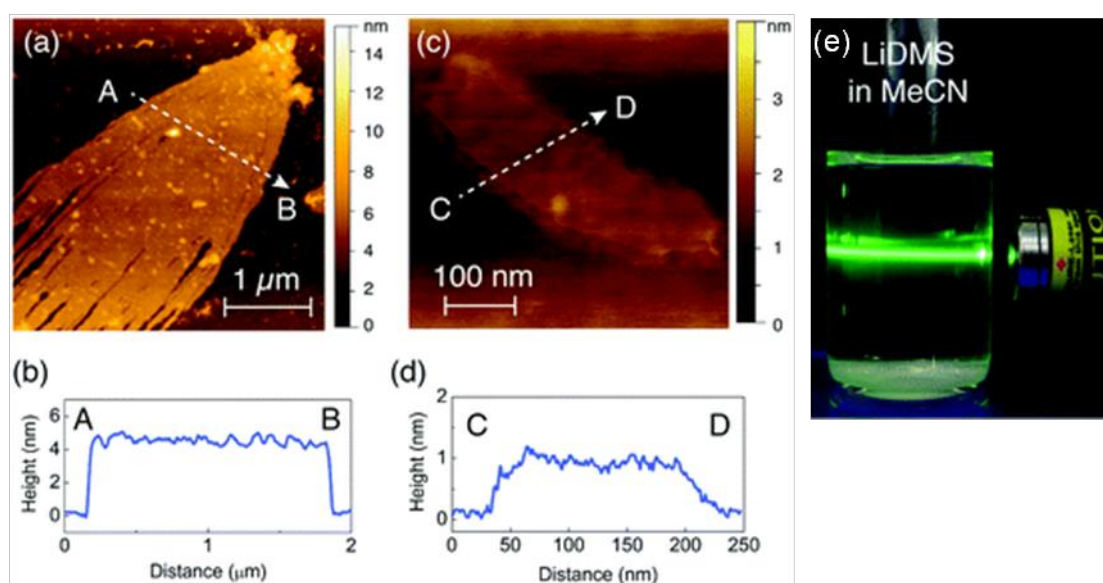 (a)
A
B
1 µm
nm
14
12
10
8
6
4
2
0
(c)
C
D
100 nm
nm
3
2
1
0
(e)
LiDMS
in MeCN
(b)
A
B
Height (nm)
6
4
2
0
0
1
2
Distance (µm)
(d)
C
D
Height (nm)
2
1
0
0
50
100
150
200
250
Distance (nm)